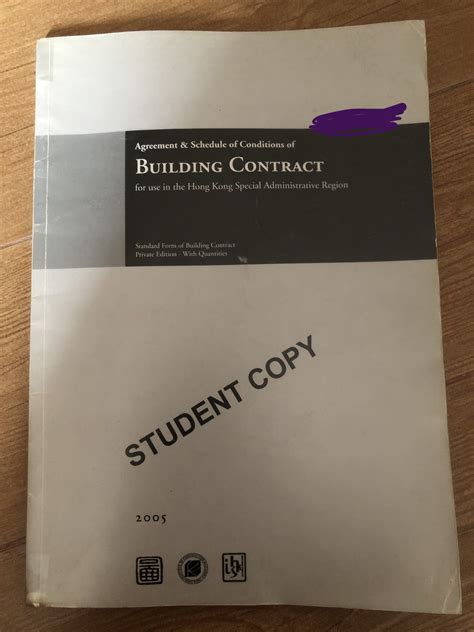 Agreement & Schedule of Conditions of
BUILDING CONTRACT
for use in the Hong Kong Special Administrative Region
Standard Form of Building Contract
Private Edition - With Quantities
STUDENT COPY
2005